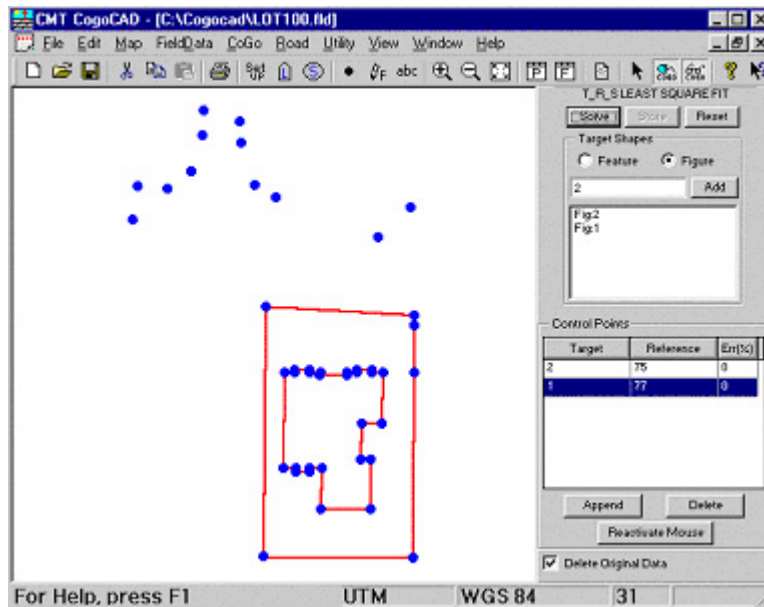 CMT CogoCAD - [C:\Cogocad\LOT100.fld]
File Edit Map FieldData CoGo Road Utility View Window Help
abc
T_R_S LEAST SQUARE FIT
Solve Store Reset
Target Shapes
Feature Figure
2 Add
Fig:2
Fig:1
Control Points
Target Reference Err(%)
2 75 0
1 77 0
Append Delete
Reactivate Mouse
Delete Original Data
For Help, press F1 UTM WGS 84 31